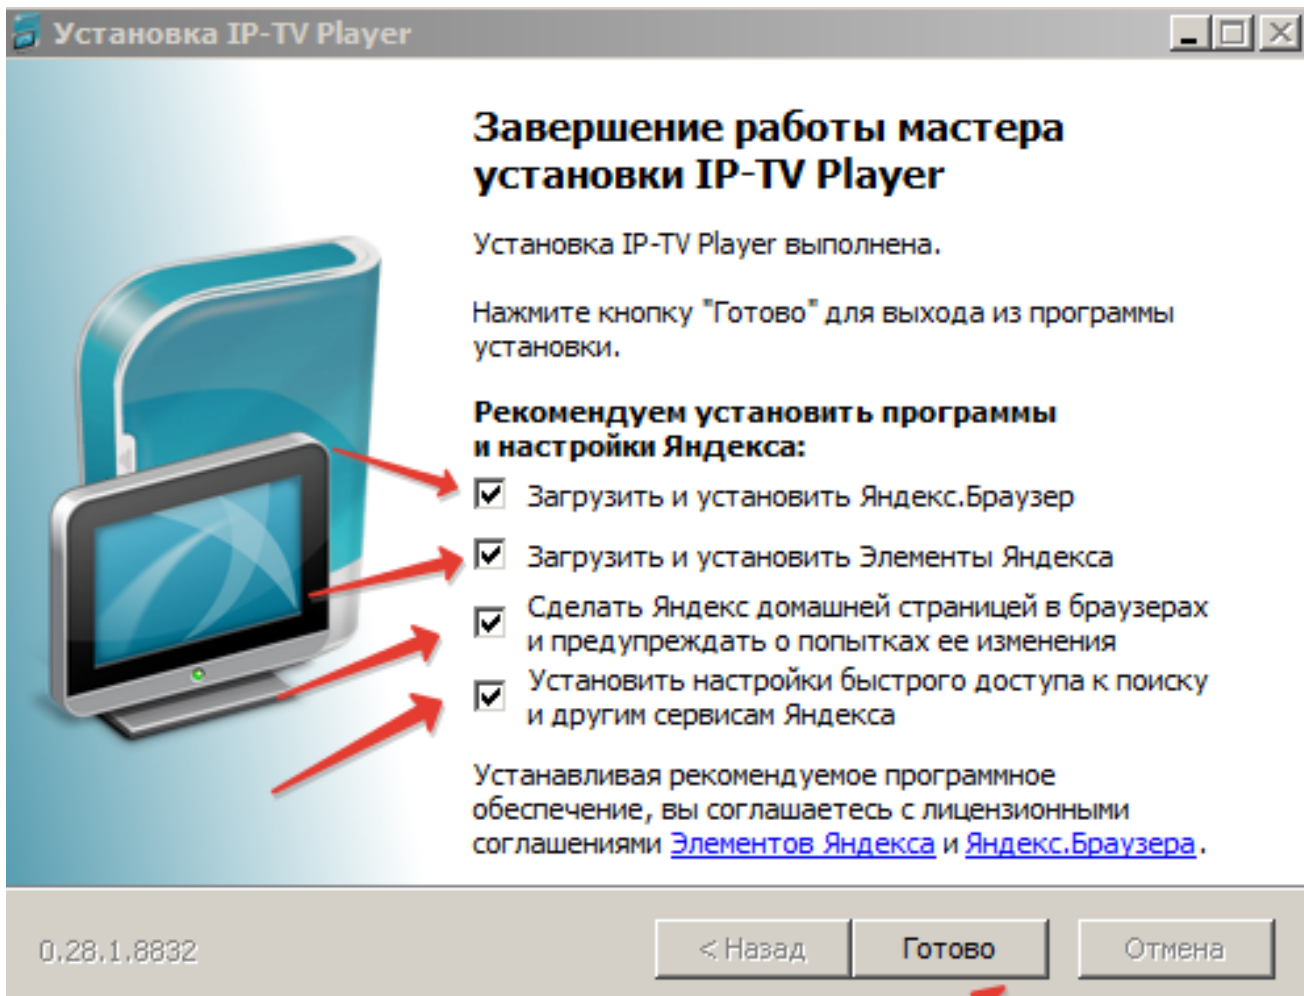 Установка IP-TV Player
Завершение работы мастера
установки IP-TV Player
Установка IP-TV Player выполнена.
Нажмите кнопку "Готово" для выхода из программы
установки.
Рекомендуем установить программы
и настройки Яндекса:
Загрузить и установить Яндекс.Браузер
Загрузить и установить Элементы Яндекса
Сделать Яндекс домашней страницей в браузерах
и предупреждать о попытках ее изменения
Установить настройки быстрого доступа к поиску
и другим сервисам Яндекса
Устанавливая рекомендуемое программное
обеспечение, вы соглашаетесь с лицензионными
соглашениями Элементов Яндекса и Яндекс.Браузера.
0.28.1.8832
< Назад
Готово
Отмена